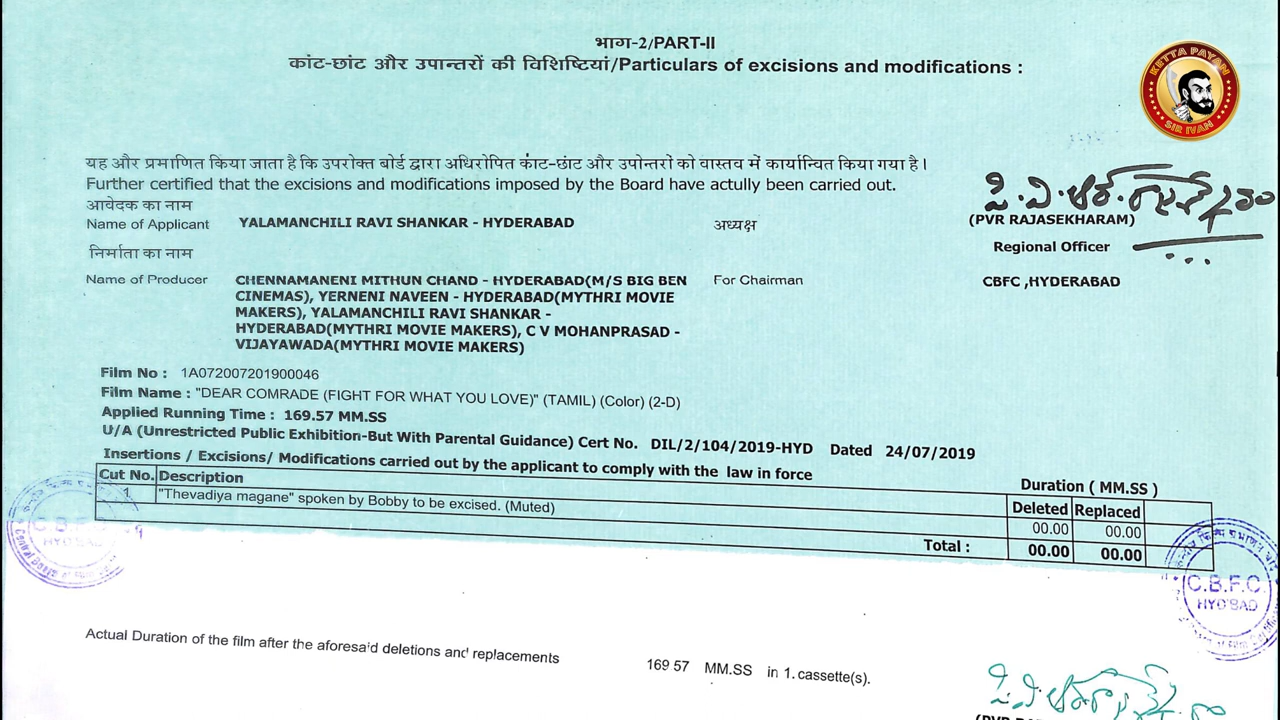 भाग-2/PART-II
कांट-छांट और उपान्तरों की विशिष्टियां/Particulars of excisions and modifications :
KETTA PAYAN
SIR IVAN
यह और प्रमाणित किया जाता है कि उपरोक्त बोर्ड द्वारा अधिरोपित कांट-छांट और उपोन्तरों को वास्तव में कार्यान्वित किया गया है।
Further certified that the excisions and modifications imposed by the Board have actully been carried out.
आवेदक का नाम
Name of Applicant YALAMANCHILI RAVI SHANKAR - HYDERABAD अध्यक्ष (PVR RAJASEKHARAM)
Regional Officer
निर्माता का नाम
Name of Producer CHENNAMANENI MITHUN CHAND - HYDERABAD(M/S BIG BEN For Chairman CBFC ,HYDERABAD
CINEMAS), YERNENI NAVEEN - HYDERABAD(MYTHRI MOVIE
MAKERS), YALAMANCHILI RAVI SHANKAR -
HYDERABAD(MYTHRI MOVIE MAKERS), C V MOHANPRASAD -
VIJAYAWADA(MYTHRI MOVIE MAKERS)
Film No : 1A072007201900046
Film Name : "DEAR COMRADE (FIGHT FOR WHAT YOU LOVE)" (TAMIL) (Color) (2-D)
Applied Running Time : 169.57 MM.SS
U/A (Unrestricted Public Exhibition-But With Parental Guidance) Cert No. DIL/2/104/2019-HYD Dated 24/07/2019
Insertions / Excisions/ Modifications carried out by the applicant to comply with the law in force
Cut No. Description Duration ( MM.SS )
Deleted Replaced
1 "Thevadiya magane" spoken by Bobby to be excised. (Muted) 00.00 00.00
Total : 00.00 00.00
C.B.F.C.
HYD'BAD
Actual Duration of the film after the aforesaid deletions and replacements 169 57 MM.SS in 1. cassette(s).